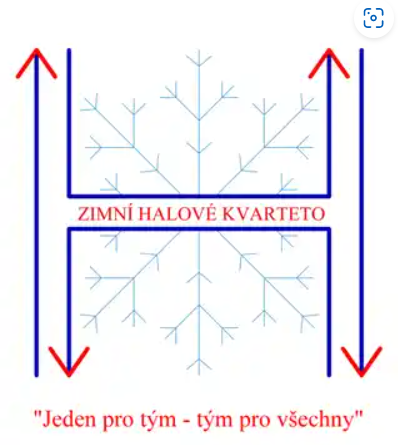 ZIMNÍ HALOVÉ KVARTETO
"Jeden pro tým - tým pro všechny"